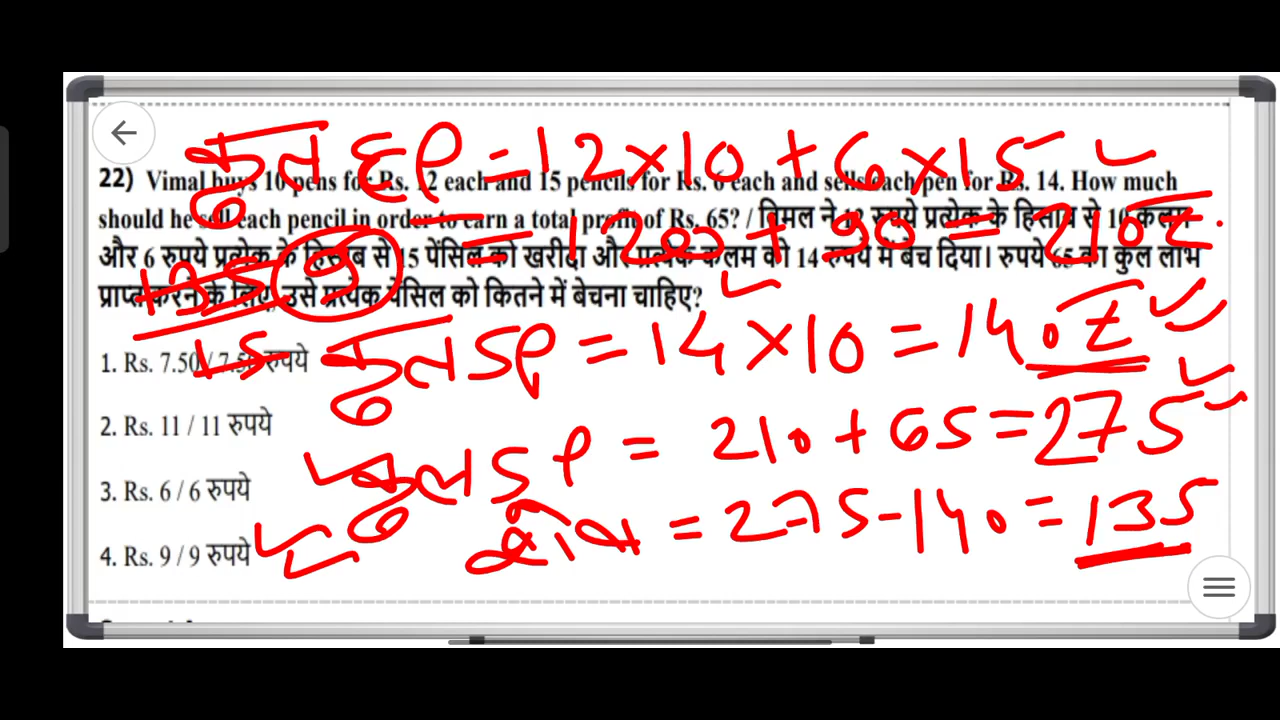 कुल CP = 12×10 + 6×15
22) Vimal buys 10 pens for Rs. 12 each and 15 pencils for Rs. 6 each and sells each pen for Rs. 14. How much
should he sell each pencil in order to earn a total profit of Rs. 65? / विमल ने 12 रुपये प्रत्येक के हिसाब से 10 कलम
= 1200 + 90 = 210
और 6 रुपये प्रत्येक के हिसाब से 15 पेंसिल को खरीदा और प्रत्येक कलम को 14 रुपये में बेच दिया। रुपये 65 का कुल लाभ
135 9
प्राप्त करने के लिए, उसे प्रत्येक पेंसिल को कितने में बेचना चाहिए?
15
कुल SP = 14×10 = 140
1. Rs. 7.50 / 7.50 रुपये
2. Rs. 11 / 11 रुपये
कुल SP = 210+65=275
3. Rs. 6 / 6 रुपये
= 275-140=135
4. Rs. 9 / 9 रुपये